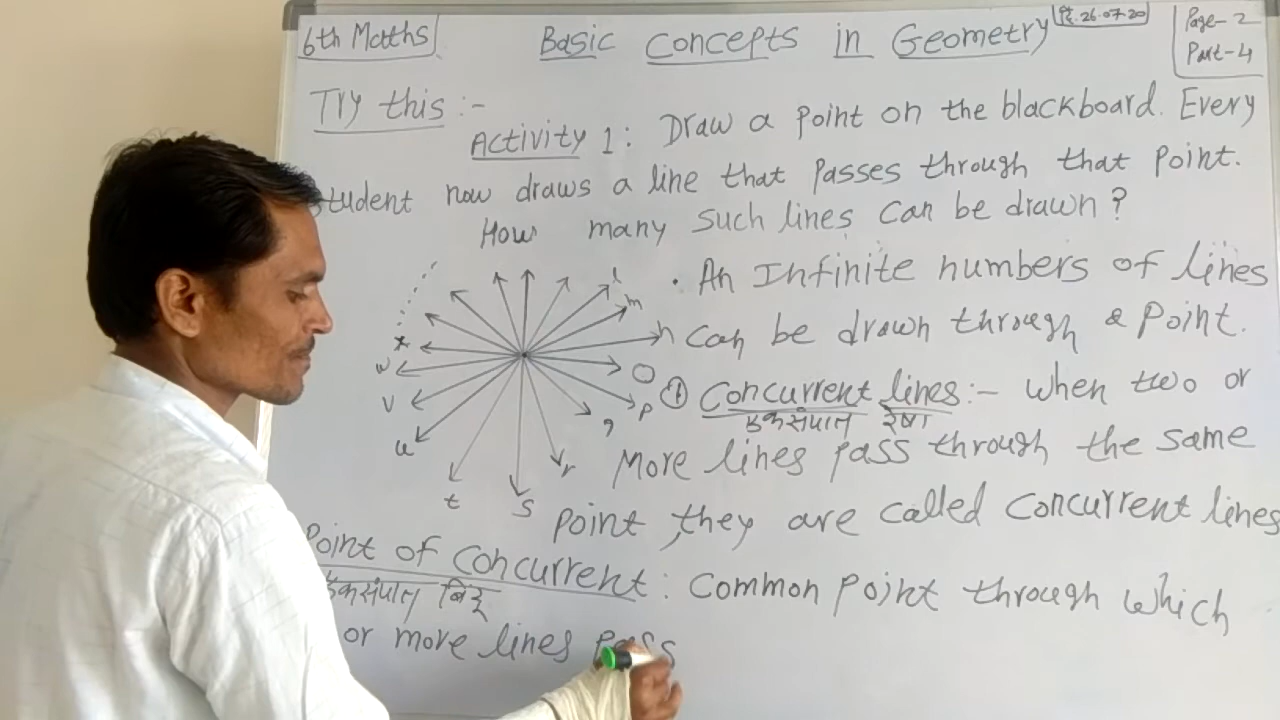 6th Maths
Basic Concepts in Geometry
दि. 26.07.20
Page-2
Part-4
Try this :-
Activity 1: Draw a point on the blackboard. Every
student now draws a line that passes through that point.
How many such lines can be drawn ?
. An Infinite numbers of lines
can be drawn through a point.
① Concurrent lines :- when two or
एकसंपात रेषा
more lines pass through the same
point, they are called concurrent lines
l
m
n
o
p
q
r
s
t
u
v
w
x
Point of concurrent : common point through which
एकसंपात बिंदू
or more lines pass